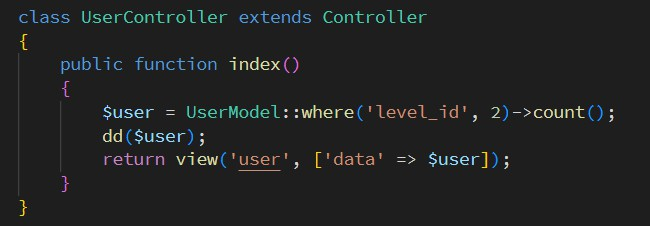 class UserController extends Controller
{
    public function index()
    {
        $user = UserModel::where('level_id', 2)->count();
        dd($user);
        return view('user', ['data' => $user]);
    }
}